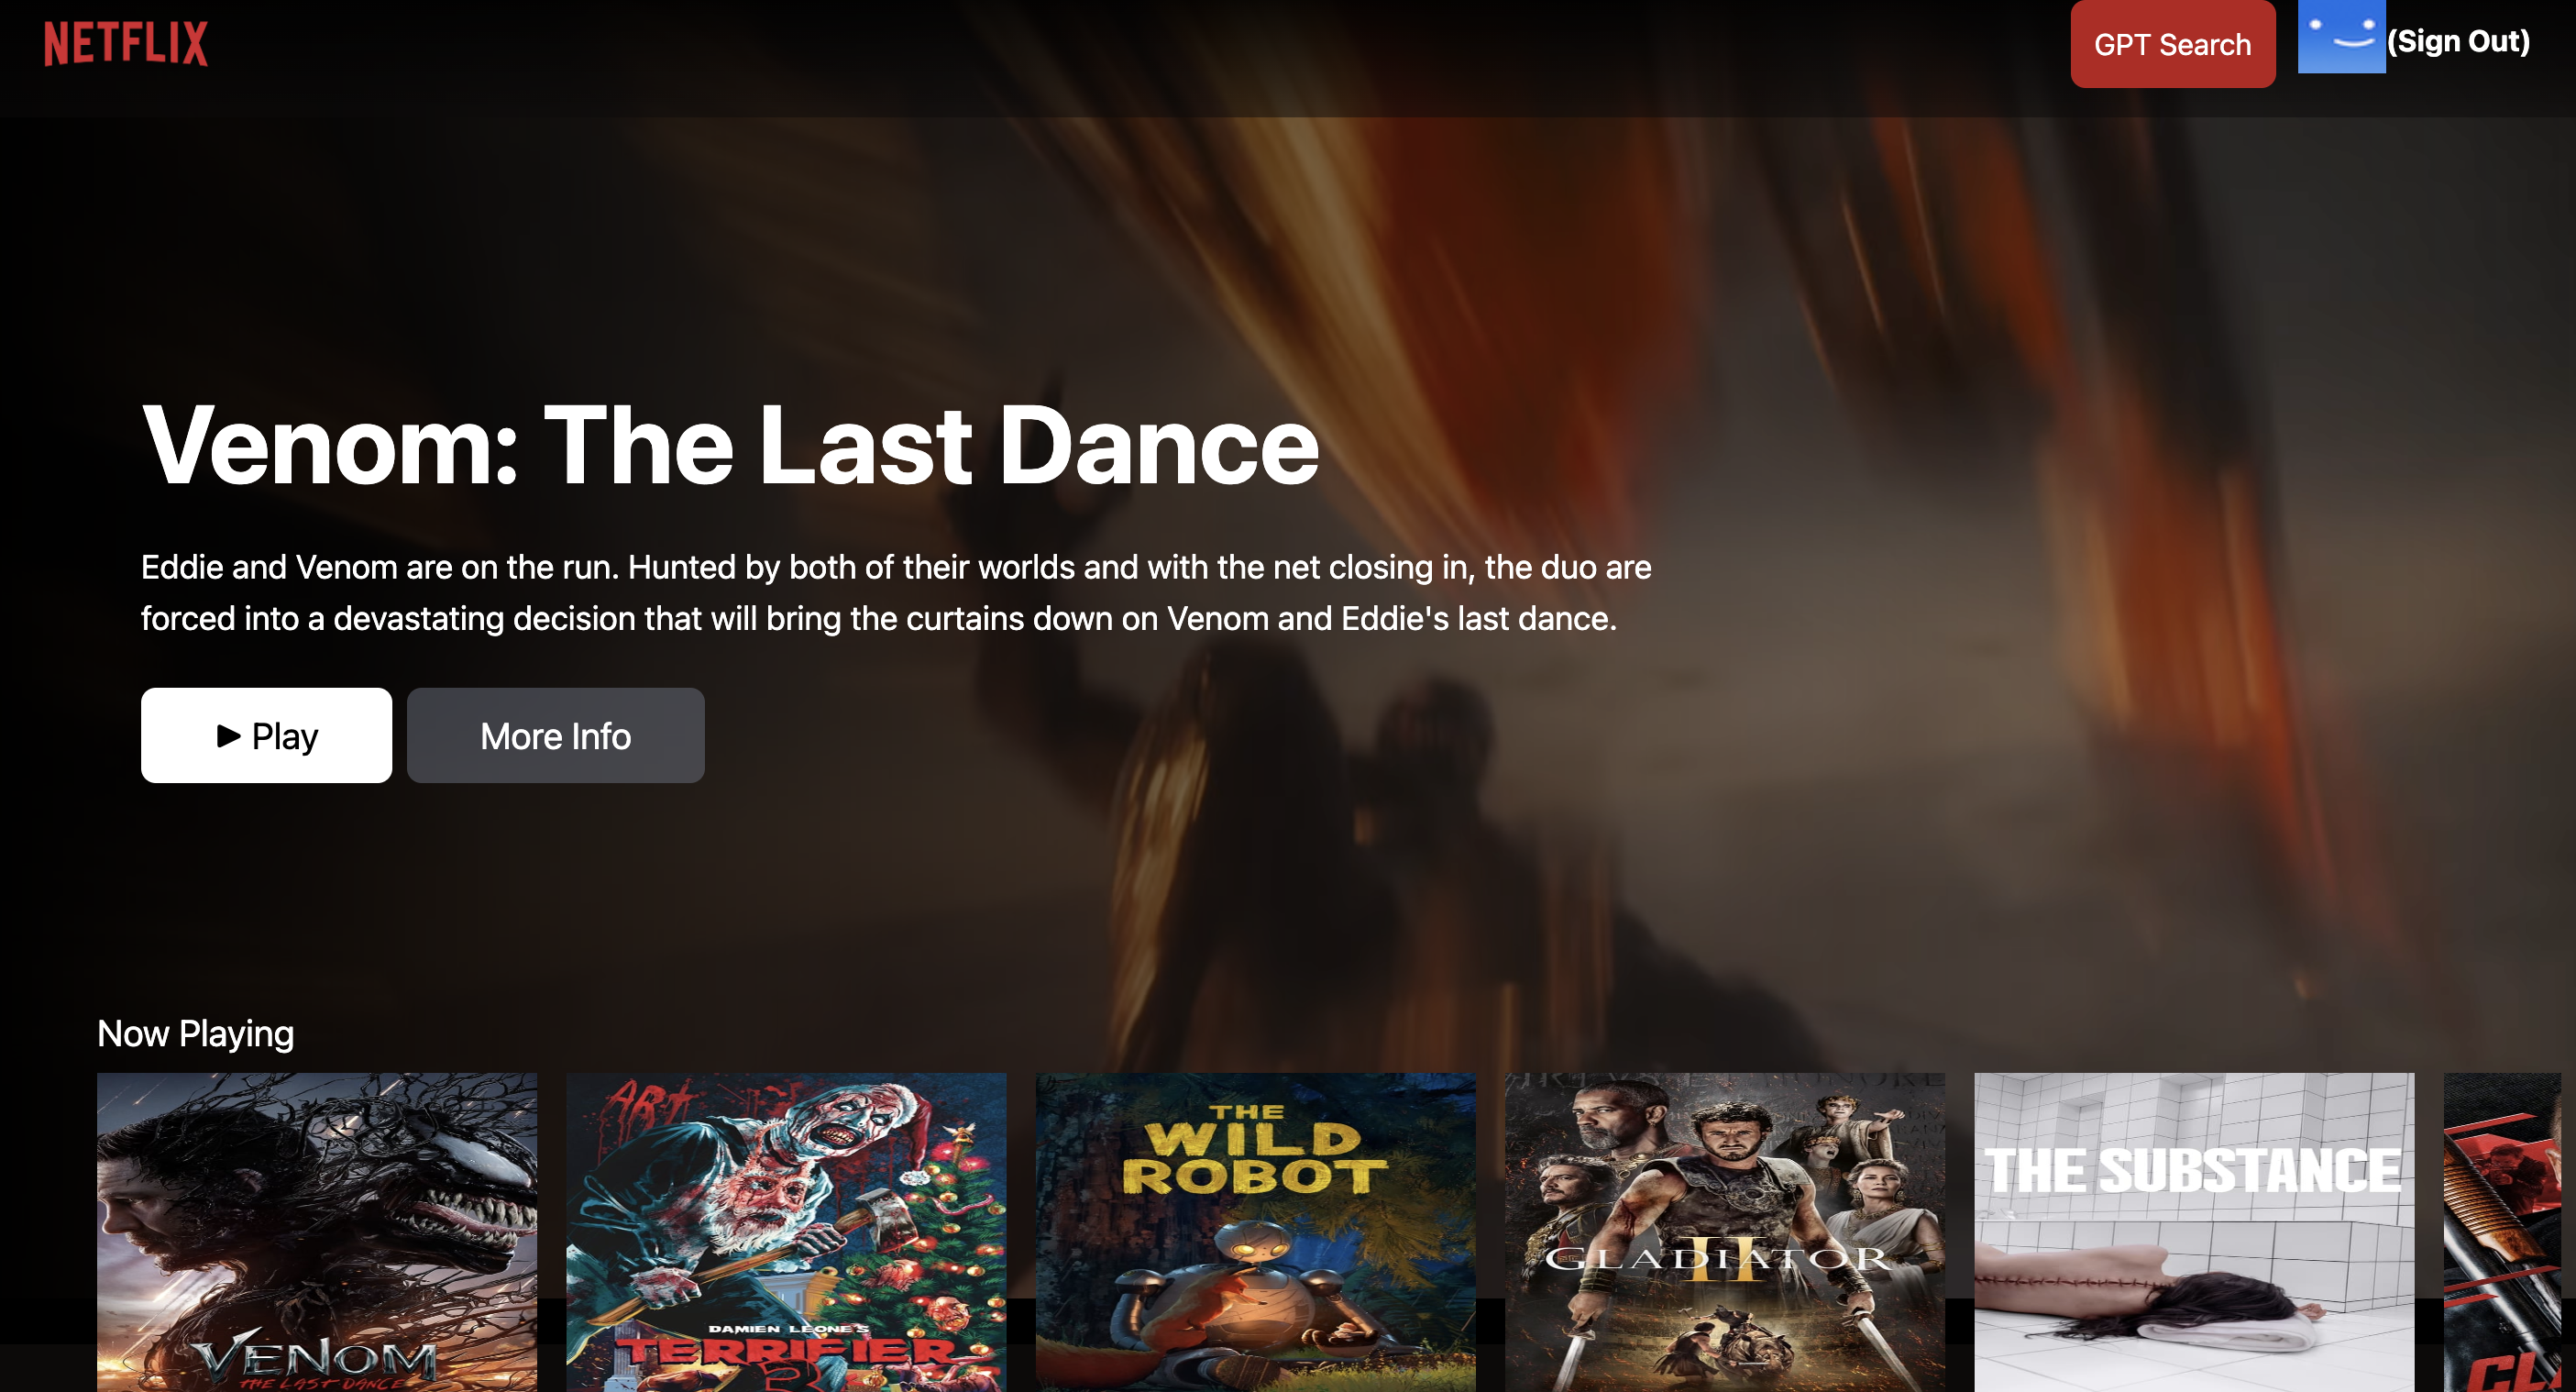 NETFLIX
GPT Search
(Sign Out)
Venom: The Last Dance
Eddie and Venom are on the run. Hunted by both of their worlds and with the net closing in, the duo are
forced into a devastating decision that will bring the curtains down on Venom and Eddie's last dance.
Play
More Info
Now Playing
VENOM
THE LAST DANCE
ART
DAMIEN LEONE'S
TERRIFIER
3
THE
WILD
ROBOT
GLADIATOR
II
THE SUBSTANCE
CL